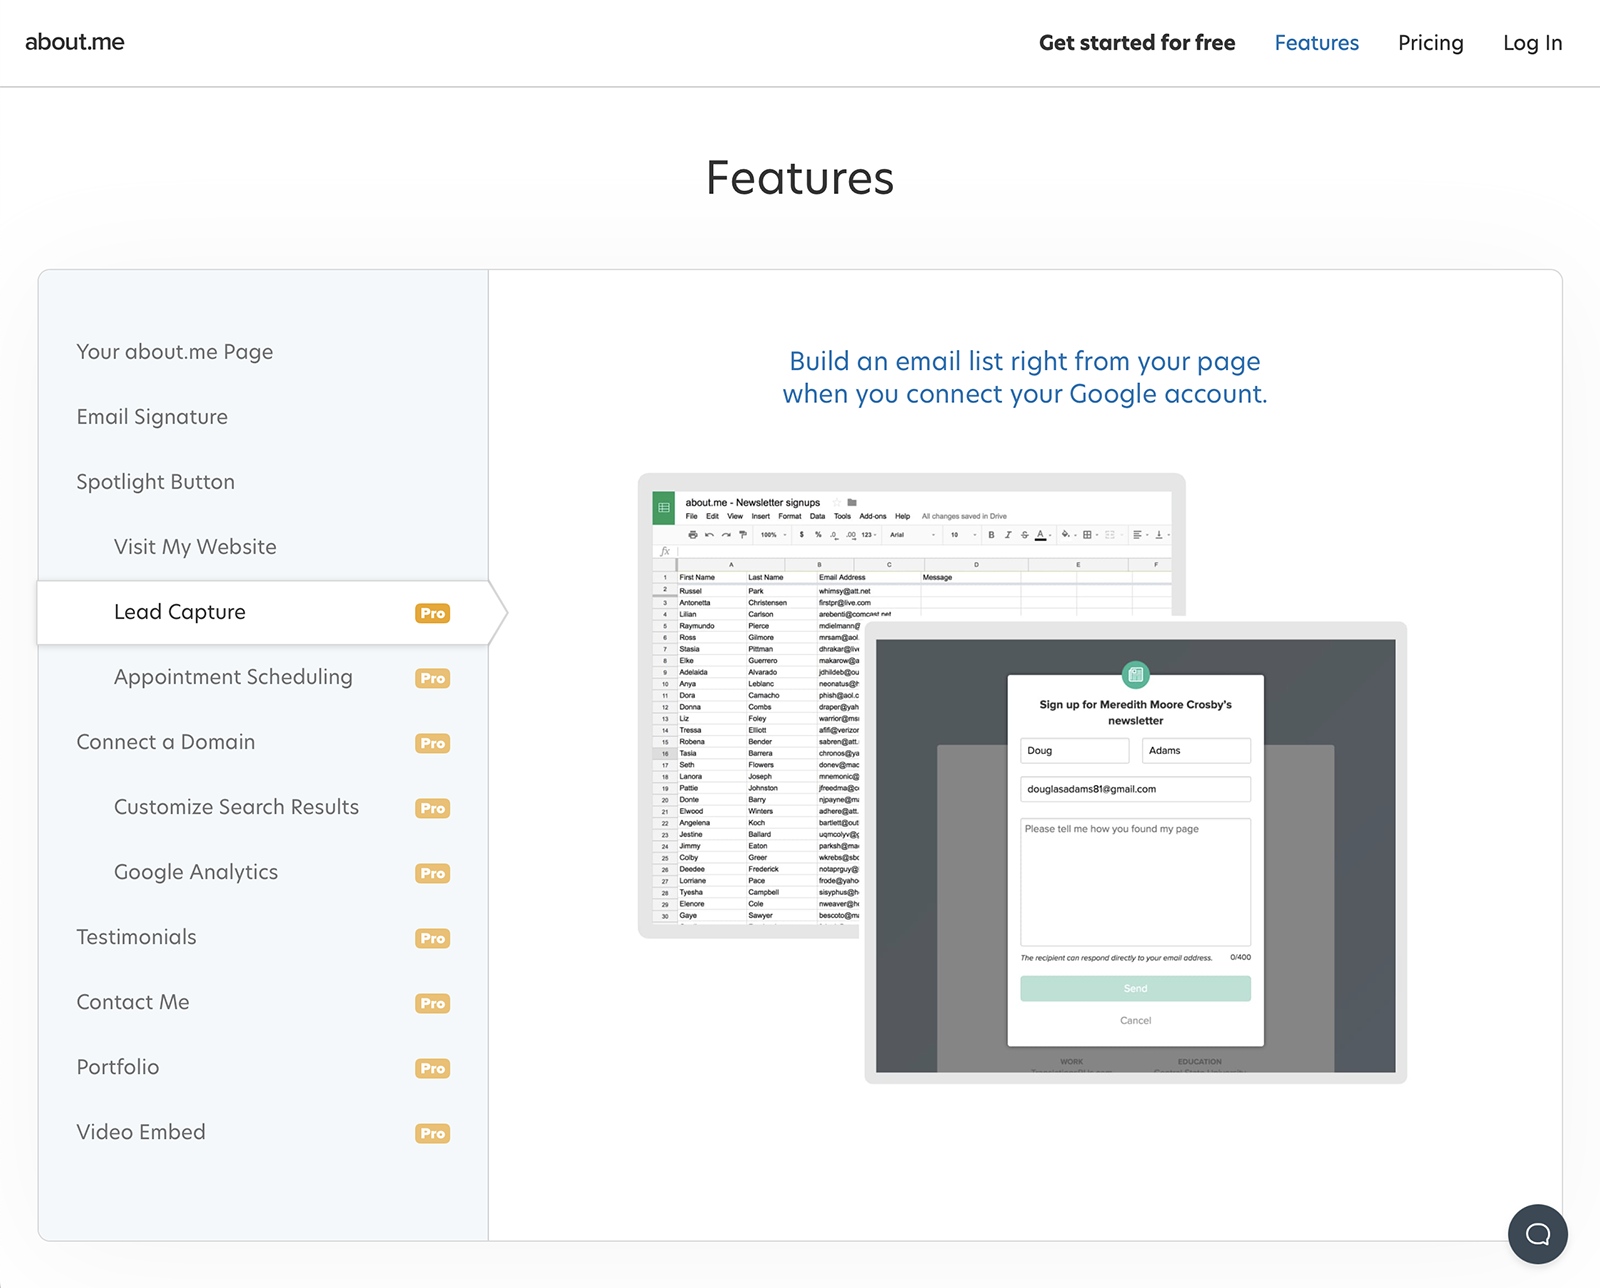 about.me
Get started for free Features Pricing Log In
Features
Your about.me Page
Email Signature
Spotlight Button
Visit My Website
Lead Capture Pro
Appointment Scheduling Pro
Connect a Domain Pro
Customize Search Results Pro
Google Analytics Pro
Testimonials Pro
Contact Me Pro
Portfolio Pro
Video Embed Pro
Build an email list right from your page
when you connect your Google account.
about.me - Newsletter signups
File Edit View Insert Format Data Tools Add-ons Help All changes saved in Drive
100% $ % .0 .00 123 Arial 10 B I S A
fx
A B C D E F
1 First Name Last Name Email Address Message
2 Russel Park whimsy@att.net
3 Antonetta Christensen firstpr@live.com
4 Lilian Carlson arebenti@comcast.net
5 Raymundo Pierce mdielmann@
6 Ross Gilmore mrsam@aol.
7 Stasia Pittman dhrakar@live
8 Elke Guerrero makarow@a
9 Adelaida Alvarado jdhildeb@ou
10 Anya Leblanc neonatus@h
11 Dora Camacho phish@aol.c
12 Donna Combs draper@yah
13 Liz Foley warrior@ms
14 Tressa Elliott afifi@verizor
15 Robena Bender sabren@att.
16 Tasia Barrera chronos@ya
17 Seth Flowers donev@mac
18 Lanora Joseph mnemonic@
19 Pattie Johnston jfreedma@c
20 Donte Barry njpayne@m
21 Elwood Winters adhere@att.
22 Angelena Koch bartlett@out
23 Jestine Ballard uqmcolyv@g
24 Jimmy Eaton parksh@ma
25 Colby Greer wkrebs@sbc
26 Deedee Frederick notaprguy@
27 Lorriane Pace frode@yaho
28 Tyesha Campbell sisyphus@h
29 Elenore Cole nweaver@h
30 Gaye Sawyer bescoto@m
Sign up for Meredith Moore Crosby's
newsletter
Doug Adams
douglasadams81@gmail.com
Please tell me how you found my page
The recipient can respond directly to your email address. 0/400
Send
Cancel
WORK EDUCATION